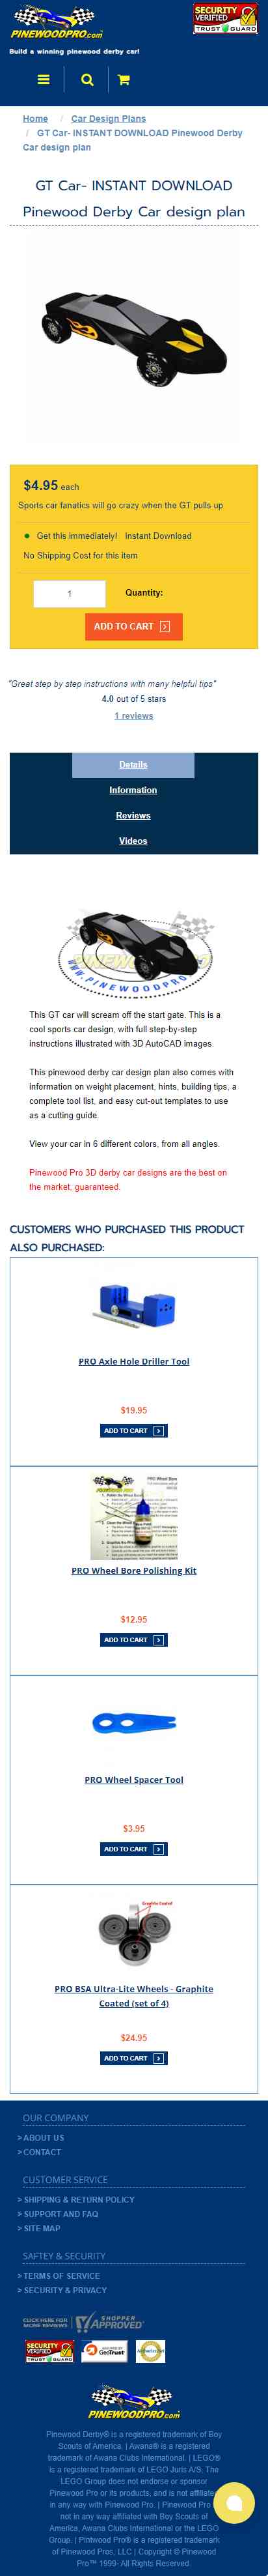 PINEWOODPRO.com
SECURITY
VERIFIED
TRUST GUARD
Build a winning pinewood derby car!
Home / Car Design Plans
/ GT Car- INSTANT DOWNLOAD Pinewood Derby
Car design plan
GT Car- INSTANT DOWNLOAD
Pinewood Derby Car design plan
$4.95 each
Sport car fanatics will go crazy when the GT pulls up
Get this immediately! Instant Download
No Shipping Cost for this item
1 Quantity:
ADD TO CART
"Great step by step instructions with many helpful tips"
4.0 out of 5 stars
1 reviews
Details
Information
Reviews
Videos
WWW.PINEWOODPRO
This GT car will scream off the start gate. This is a
cool sports car design, with full step-by-step
instructions illustrated with 3D AutoCAD images.
This pinewood derby car design plan also comes with
information on weight placement, hints, building tips, a
complete tool list, and easy cut-out templates to use
as a cutting guide.
View your car in 6 different colors, from all angles.
Pinewood Pro 3D derby car designs are the best on
the market, guaranteed.
CUSTOMERS WHO PURCHASED THIS PRODUCT
ALSO PURCHASED:
PRO Axle Hole Driller Tool
$19.95
ADD TO CART
PINEWOODPRO
PRO Wheel Bore Polishing Kit
$12.95
ADD TO CART
PRO Wheel Spacer Tool
$3.95
ADD TO CART
Graphite Coated
PRO BSA Ultra-Lite Wheels - Graphite
Coated (set of 4)
$24.95
ADD TO CART
OUR COMPANY
> ABOUT US
> CONTACT
CUSTOMER SERVICE
> SHIPPING & RETURN POLICY
> SUPPORT AND FAQ
> SITE MAP
SAFTEY & SECURITY
> TERMS OF SERVICE
> SECURITY & PRIVACY
CLICK HERE FOR
MORE REVIEWS
SHOPPER
APPROVED
SECURITY
VERIFIED
TRUST GUARD
GeoTrust
Authorize.Net
PINEWOODPRO.com
Pinewood Derby® is a registered trademark of Boy
Scouts of America. | Awana® is a registered
trademark of Awana Clubs International. | LEGO®
is a registered trademark of LEGO Juris A/S. The
LEGO Group does not endorse or sponsor
Pinewood Pro or its products, and is not affiliated
in any way with Pinewood Pro. | Pinewood Pro
not in any way affiliated with Boy Scouts of
America, Awana Clubs International or the LEGO
Group. | Pintwood Pro® is a registered trademark
of Pinewood Pros, LLC | Copyright © Pinewood
Pro™ 1999- All Rights Reserved.